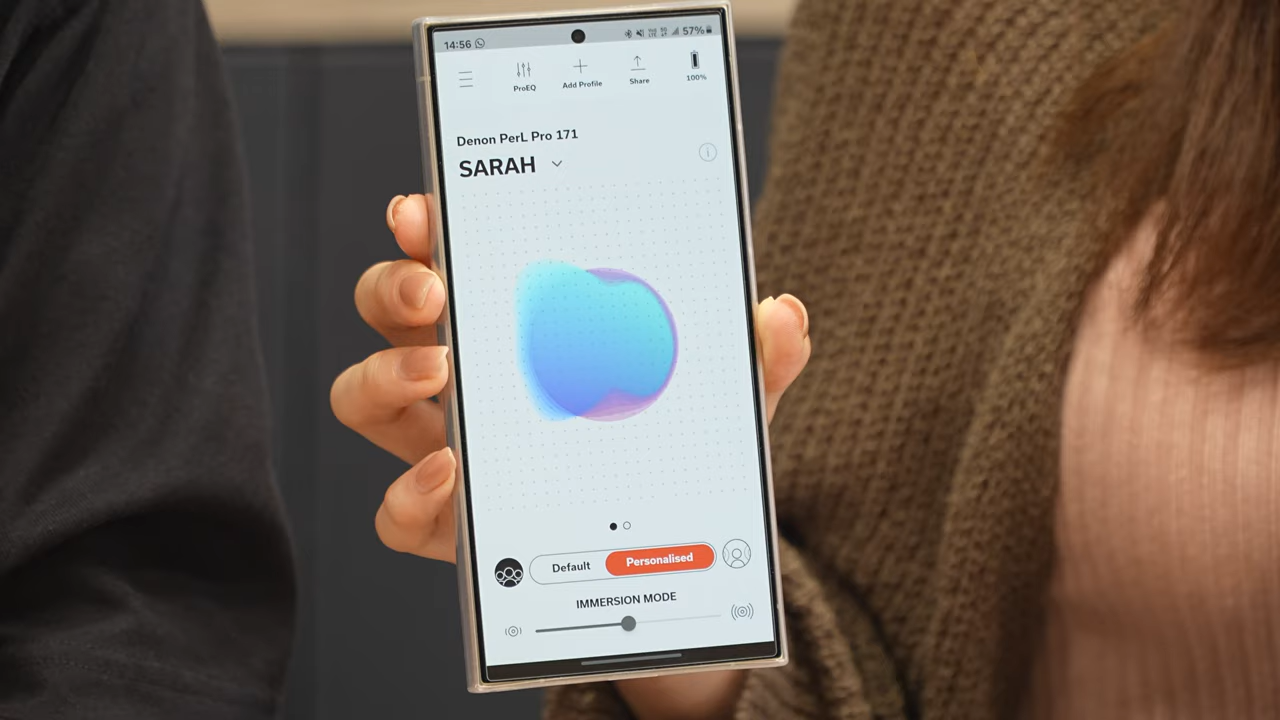 14:56
57%
ProEQ
Add Profile
Share
100%
Denon PerL Pro 171
SARAH
Default
Personalised
IMMERSION MODE